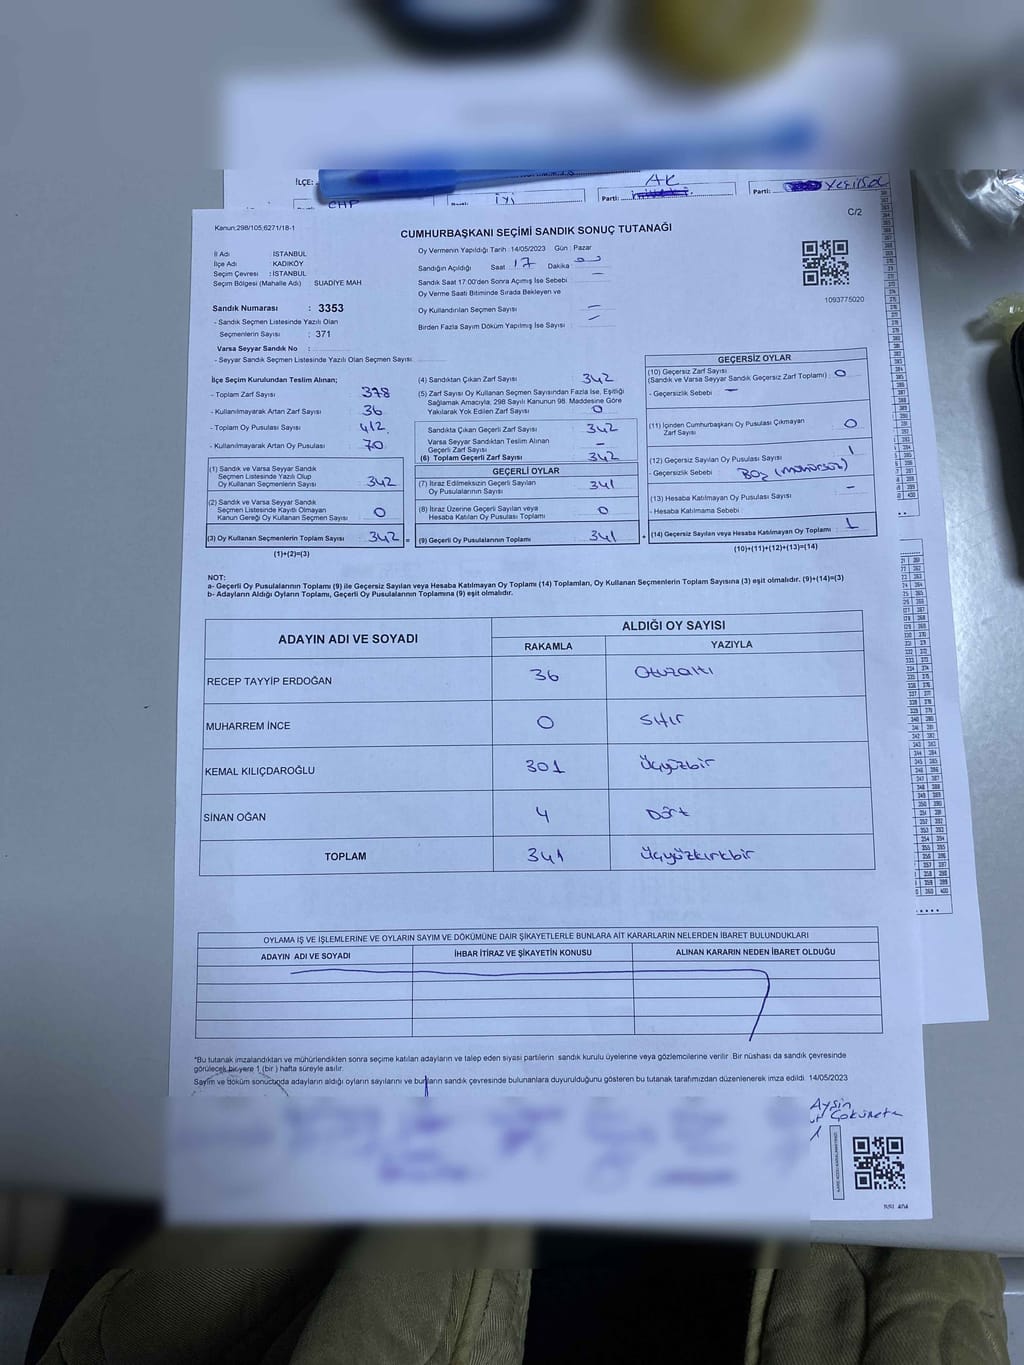 İLÇE:
CHP
Parti: İYİ
Parti: AK
Parti: YEŞİLSOL
Kanun,298/105,6271/18-1
CUMHURBAŞKANI SEÇİMİ SANDIK SONUÇ TUTANAĞI
C/2
İl Adı : İSTANBUL
İlçe Adı : KADIKÖY
Seçim Çevresi : İSTANBUL
Seçim Bölgesi (Mahalle Adı) SUADİYE MAH
Sandık Numarası : 3353
- Sandık Seçmen Listesinde Yazılı Olan
Seçmenlerin Sayısı : 371
Varsa Seyyar Sandık No :
- Seyyar Sandık Seçmen Listesinde Yazılı Olan Seçmen Sayısı
Oy Vermenin Yapıldığı Tarih :14/05/2023 Gün : Pazar
Sandığın Açıldığı Saat 17 Dakika
Sandık Saat 17:00'den Sonra Açımış İse Sebebi
Oy Verme Saati Bitiminde Sırada Bekleyen ve
Oy Kullandırılan Seçmen Sayısı
Birden Fazla Sayım Döküm Yapılmış İse Sayısı
1093775020
İlçe Seçim Kurulundan Teslim Alınan;
- Toplam Zarf Sayısı 378
- Kullanılmayarak Artan Zarf Sayısı 36
- Toplam Oy Pusulası Sayısı 412
- Kullanılmayarak Artan Oy Pusulası 70
(1) Sandık ve Varsa Seyyar Sandık
Seçmen Listesinde Yazılı Olup
Oy Kullanan Seçmenlerin Sayısı 342
(2) Sandık ve Varsa Seyyar Sandık
Seçmen Listesinde Kaydı Olmayan
Kanun Gereği Oy Kullanan Seçmen Sayısı 0
(3) Oy Kullanan Seçmenlerin Toplam Sayısı 342 =
(1)+(2)=(3)
(4) Sandıktan Çıkan Zarf Sayısı 342
(5) Zarf Sayısı Oy Kullanan Seçmen Sayısından Fazla İse, Eşitliği
Sağlamak Amacıyla, 298 Sayılı Kanunun 98. Maddesine Göre
Yakılarak Yok Edilen Zarf Sayısı 0
Sandıkta Çıkan Geçerli Zarf Sayısı 342
Varsa Seyyar Sandıktan Teslim Alınan
Geçerli Zarf Sayısı –
(6) Toplam Geçerli Zarf Sayısı 342
GEÇERLİ OYLAR
(7) İtiraz Edilmeksizin Geçerli Sayılan
Oy Pusulalarının Sayısı 341
(8) İtiraz Üzerine Geçerli Sayılan veya
Hesaba Katılan Oy Pusulası Toplamı 0
(9) Geçerli Oy Pusulalarının Toplamı 341 +
GEÇERSİZ OYLAR
(10) Geçersiz Zarf Sayısı
(Sandık ve Varsa Seyyar Sandık Geçersiz Zarf Toplamı) 0
- Geçersizlik Sebebi –
(11) İçinden Cumhurbaşkanı Oy Pusulası Çıkmayan
Zarf Sayısı 0
(12) Geçersiz Sayılan Oy Pusulası Sayısı 1
- Geçersizlik Sebebi : Boş (mühürsüz)
(13) Hesaba Katılmayan Oy Pusulası Sayısı –
- Hesaba Katılmama Sebebi :
(14) Geçersiz Sayılan veya Hesaba Katılmayan Oy Toplamı 1
(10)+(11)+(12)+(13)=(14)
NOT:
a- Geçerli Oy Pusulalarının Toplamı (9) ile Geçersiz Sayılan veya Hesaba Katılmayan Oy Toplamı (14) Toplamları, Oy Kullanan Seçmenlerin Toplam Sayısına (3) eşit olmalıdır. (9)+(14)=(3)
b- Adayların Aldığı Oyların Toplamı, Geçerli Oy Pusulalarının Toplamına (9) eşit olmalıdır.
ADAYIN ADI VE SOYADI
ALDIĞI OY SAYISI
RAKAMLA YAZIYLA
RECEP TAYYİP ERDOĞAN 36 Otuzaltı
MUHARREM İNCE 0 Sıfır
KEMAL KILIÇDAROĞLU 301 Üçyüzbir
SİNAN OĞAN 4 Dört
TOPLAM 341 Üçyüzkırkbir
OYLAMA İŞ VE İŞLEMLERİNE VE OYLARIN SAYIM VE DÖKÜMÜNE DAİR ŞİKAYETLERLE BUNLARA AİT KARARLARIN NELERDEN İBARET BULUNDUKLARI
ADAYIN ADI VE SOYADI İHBAR İTİRAZ VE ŞİKAYETİN KONUSU ALINAN KARARIN NEDEN İBARET OLDUĞU
*Bu tutanak imzalandıktan ve mühürlendikten sonra seçime katılan adayların ve talep eden siyasi partilerin sandık kurulu üyelerine veya gözlemcilerine verilir. Bir nüshası da sandık çevresinde
görülecek bir yere 1 (bir ) hafta süreyle asılır.
Sayım ve döküm sonucunda adayların aldığı oyların sayılarını ve bunların sandık çevresinde bulunanlara duyurulduğunu gösteren bu tutanak tarafımızdan düzenlenerek imza edildi. 14/05/2023
Ayşin